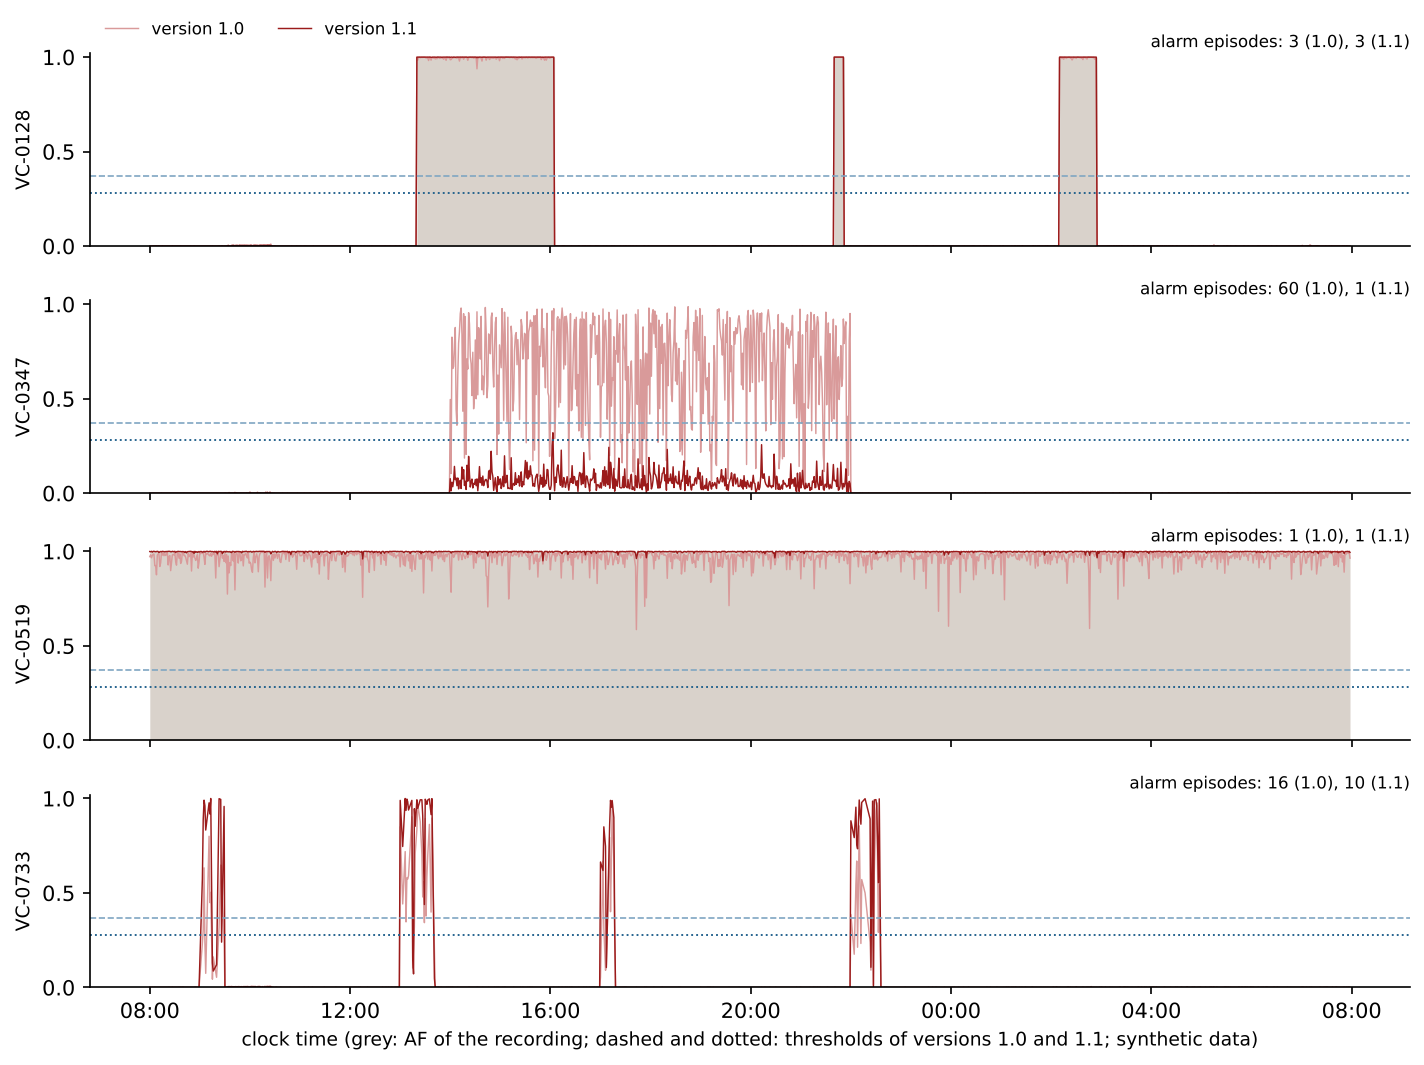 version 1.0
version 1.1
alarm episodes: 3 (1.0), 3 (1.1)
1.0
0.5
0.0
VC-0128
alarm episodes: 60 (1.0), 1 (1.1)
1.0
0.5
0.0
VC-0347
alarm episodes: 1 (1.0), 1 (1.1)
1.0
0.5
0.0
VC-0519
alarm episodes: 16 (1.0), 10 (1.1)
1.0
0.5
0.0
VC-0733
08:00 12:00 16:00 20:00 00:00 04:00 08:00
clock time (grey: AF of the recording; dashed and dotted: thresholds of versions 1.0 and 1.1; synthetic data)